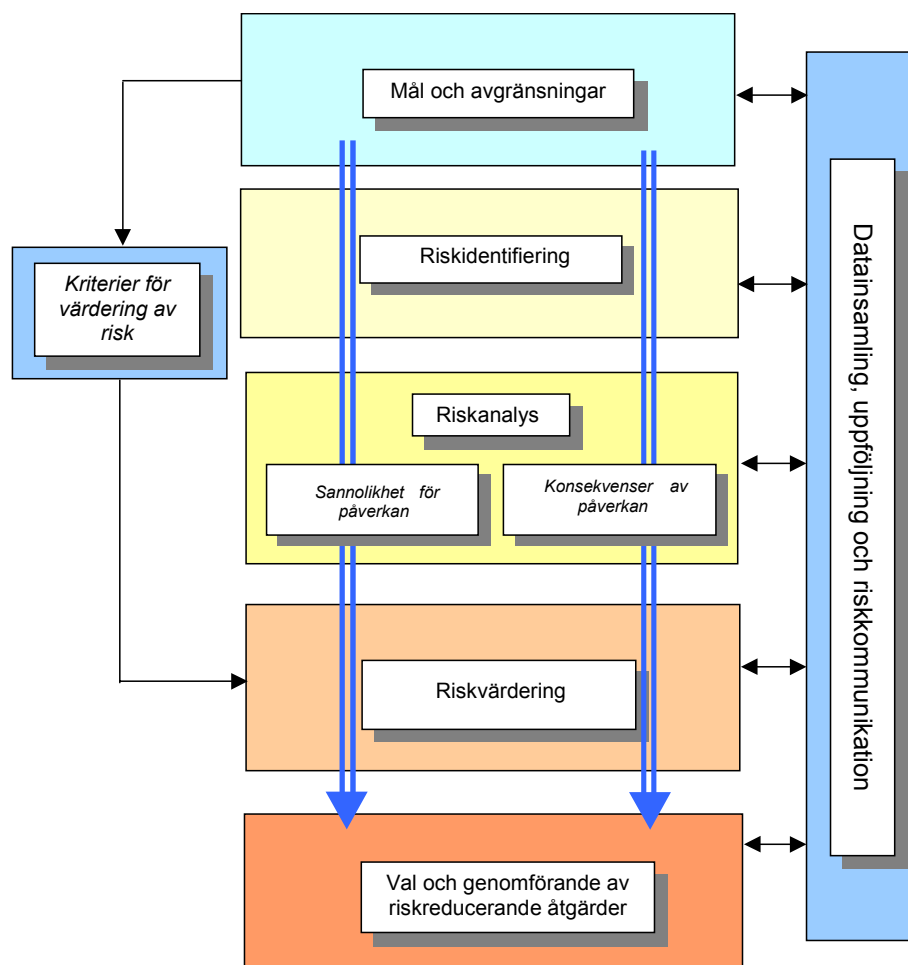 Mål och avgränsningar
Riskidentifiering
Kriterier för
värdering av
risk
Riskanalys
Sannolikhet för
påverkan
Konsekvenser av
påverkan
Riskvärdering
Val och genomförande av
riskreducerande åtgärder
Datainsamling, uppföljning och riskkommunikation